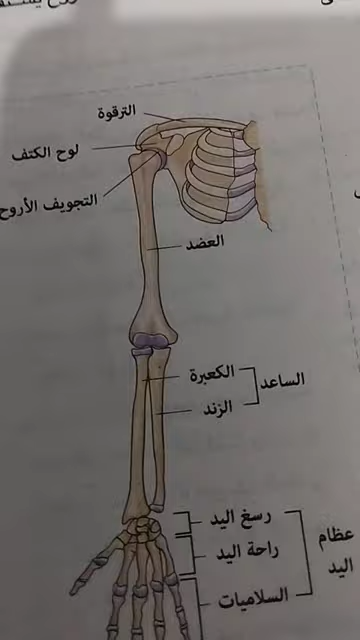 الترقوة
لوح الكتف
التجويف الأروح
العضد
الكعبرة
الساعد
الزند
رسغ اليد
عظام
اليد
راحة اليد
السلاميات